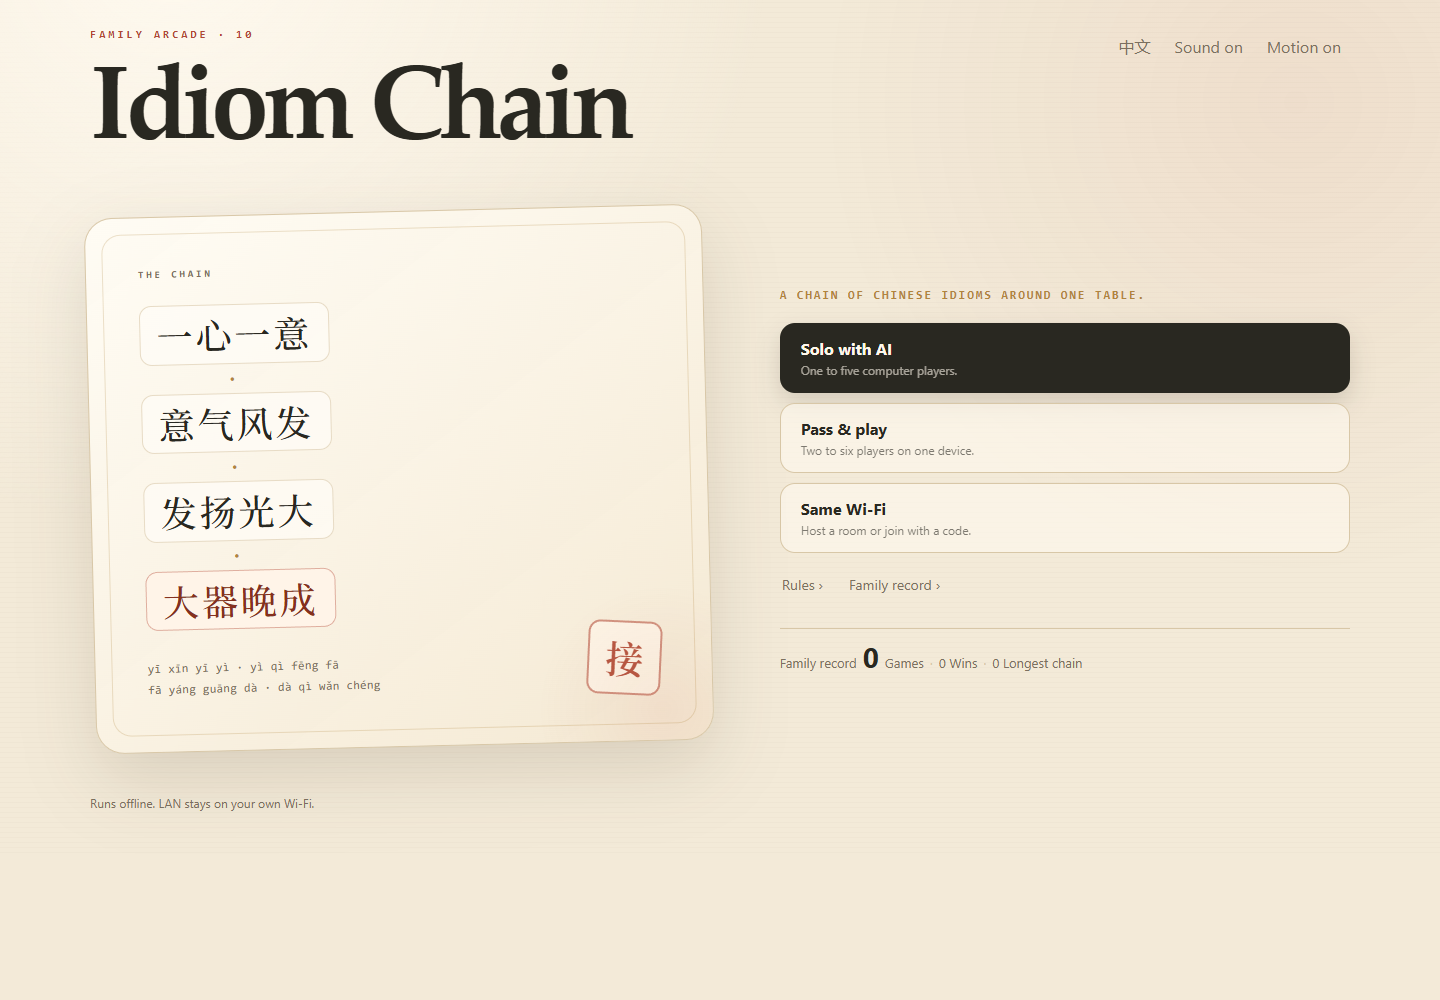 FAMILY ARCADE · 10
Idiom Chain
中文 Sound on Motion on
THE CHAIN
一心一意
意气风发
发扬光大
大器晚成
yī xīn yī yì · yì qì fēng fā
fā yáng guāng dà · dà qì wǎn chéng
接
A CHAIN OF CHINESE IDIOMS AROUND ONE TABLE.
Solo with AI
One to five computer players.
Pass & play
Two to six players on one device.
Same Wi-Fi
Host a room or join with a code.
Rules › Family record ›
Family record 0 Games · 0 Wins · 0 Longest chain
Runs offline. LAN stays on your own Wi-Fi.